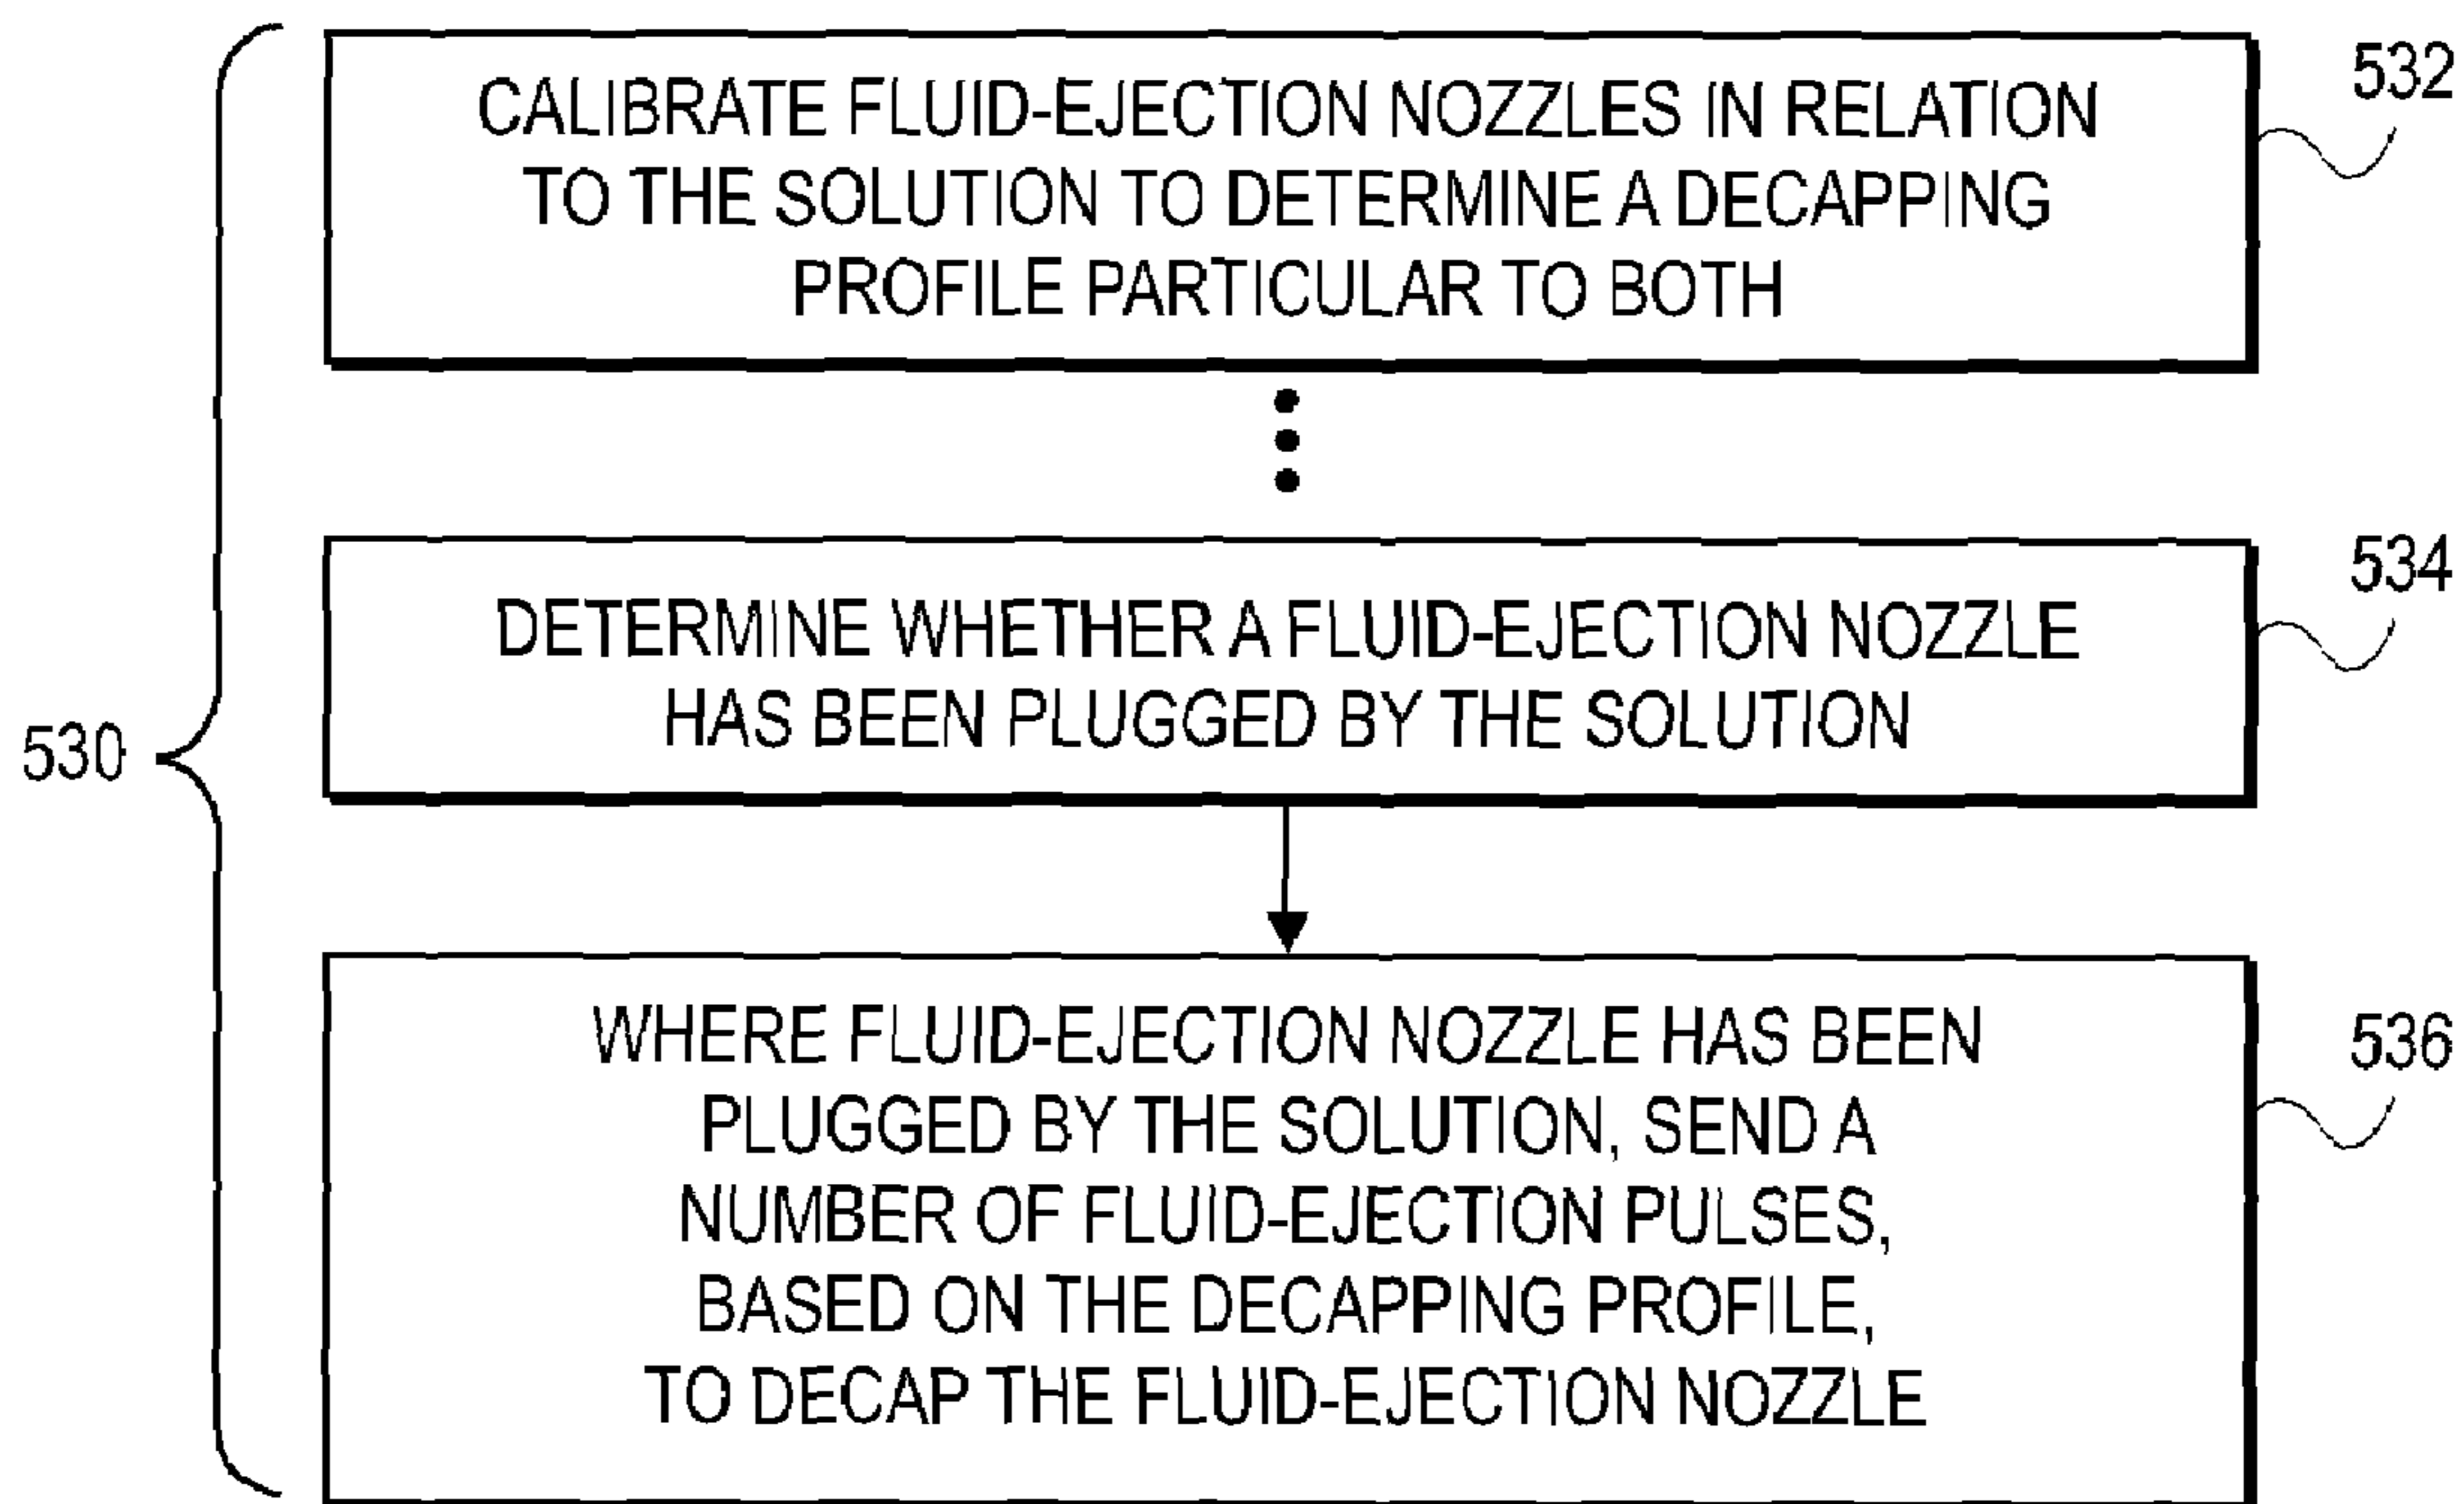 532
CALIBRATE FLUID-EJECTION NOZZLES IN RELATION
TO THE SOLUTION TO DETERMINE A DECAPPING
PROFILE PARTICULAR TO BOTH
534
DETERMINE WHETHER A FLUID-EJECTION NOZZLE
HAS BEEN PLUGGED BY THE SOLUTION
530
536
WHERE FLUID-EJECTION NOZZLE HAS BEEN
PLUGGED BY THE SOLUTION, SEND A
NUMBER OF FLUID-EJECTION PULSES,
BASED ON THE DECAPPING PROFILE,
TO DECAP THE FLUID-EJECTION NOZZLE